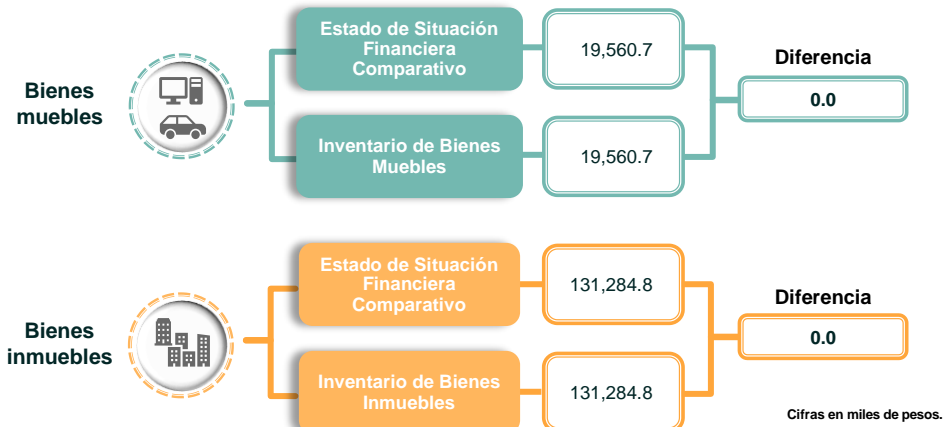 Bienes
muebles
Estado de Situación
Financiera
Comparativo
19,560.7
Inventario de Bienes
Muebles
19,560.7
Diferencia
0.0
Bienes
inmuebles
Estado de Situación
Financiera
Comparativo
131,284.8
Inventario de Bienes
Inmuebles
131,284.8
Diferencia
0.0
Cifras en miles de pesos.